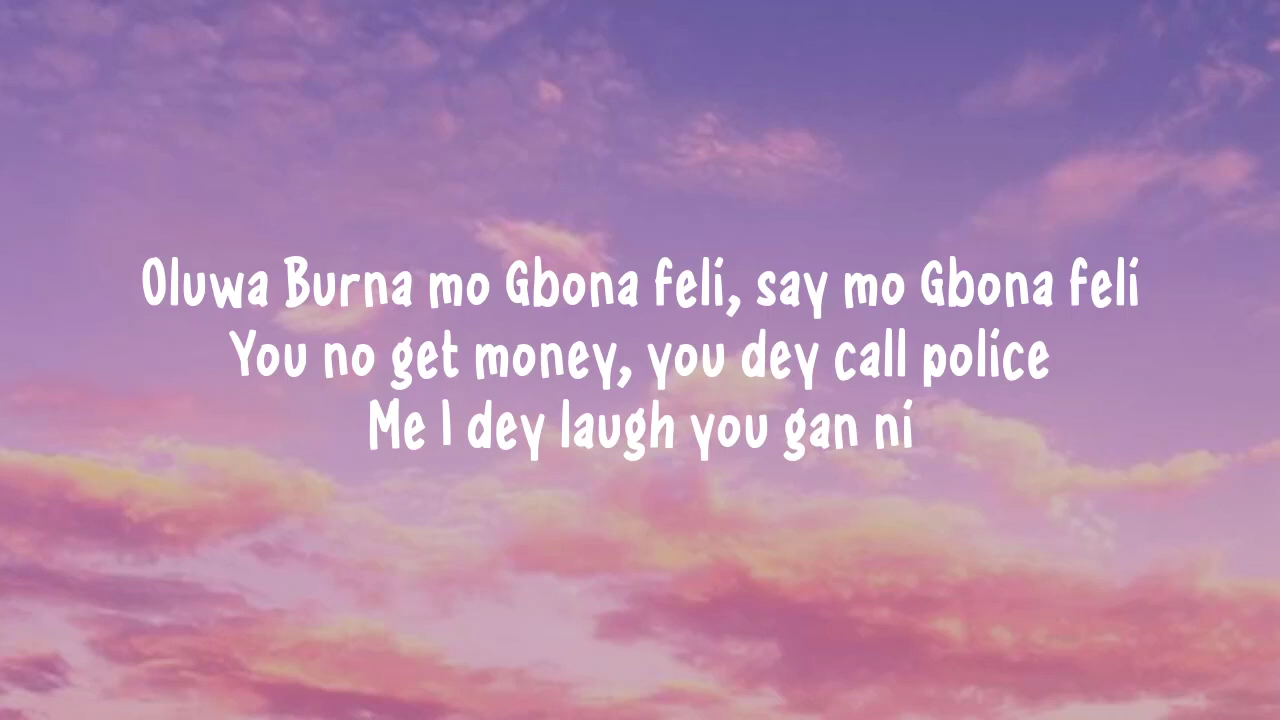 Oluwa Burna mo Gbona feli, say mo Gbona feli
You no get money, you dey call police
Me I dey laugh you gan ni